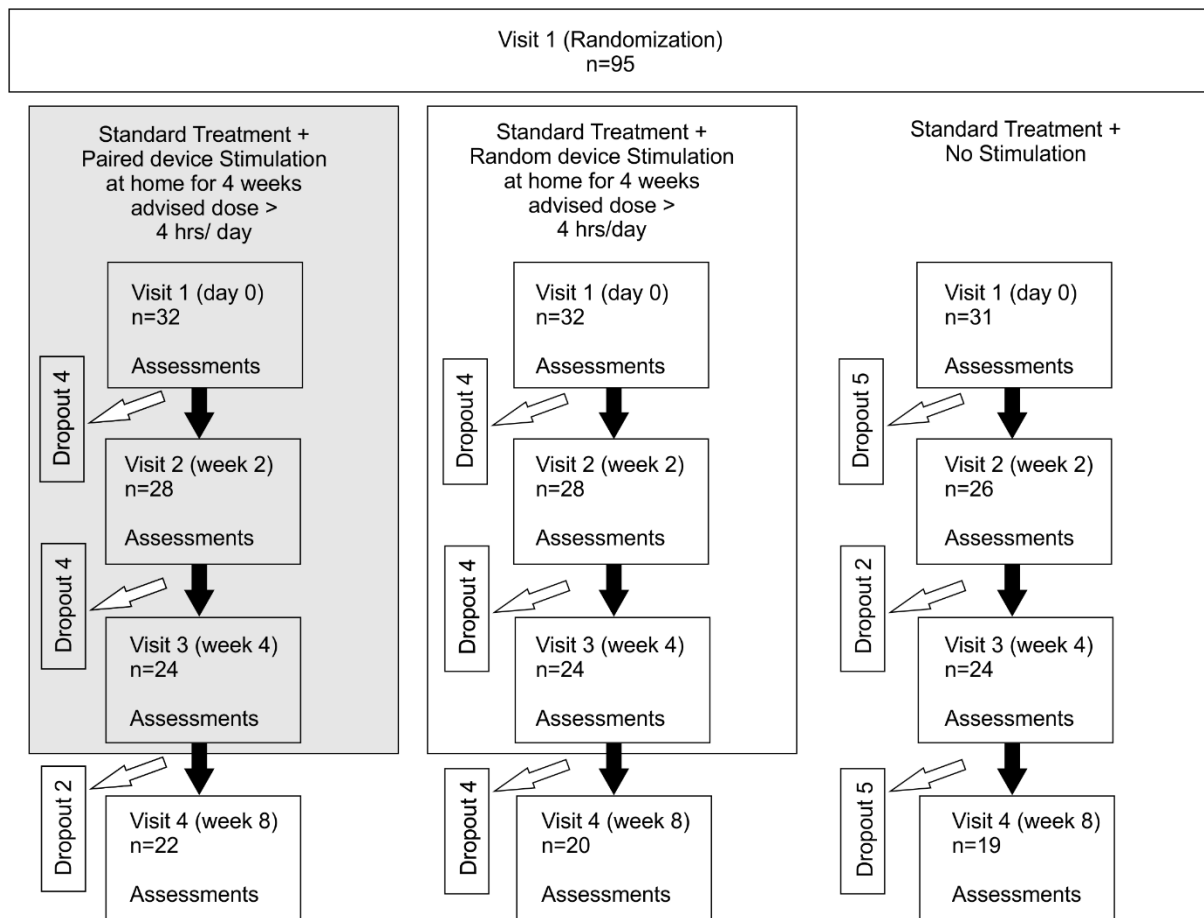 Visit 1 (Randomization)
n=95
Standard Treatment +
Paired device Stimulation
at home for 4 weeks
advised dose >
4 hrs/ day
Visit 1 (day 0)
n=32
Assessments
Dropout 4
Visit 2 (week 2)
n=28
Assessments
Dropout 4
Visit 3 (week 4)
n=24
Assessments
Dropout 2
Visit 4 (week 8)
n=22
Assessments
Standard Treatment +
Random device Stimulation
at home for 4 weeks
advised dose >
4 hrs/day
Visit 1 (day 0)
n=32
Assessments
Dropout 4
Visit 2 (week 2)
n=28
Assessments
Dropout 4
Visit 3 (week 4)
n=24
Assessments
Dropout 4
Visit 4 (week 8)
n=20
Assessments
Standard Treatment +
No Stimulation
Visit 1 (day 0)
n=31
Assessments
Dropout 5
Visit 2 (week 2)
n=26
Assessments
Dropout 2
Visit 3 (week 4)
n=24
Assessments
Dropout 5
Visit 4 (week 8)
n=19
Assessments